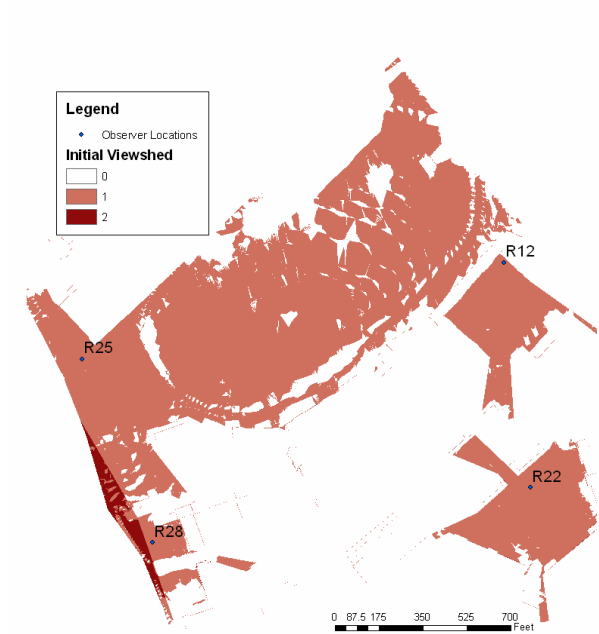 Legend
Observer Locations
Initial Viewshed
0
1
2
R12
R25
R22
R28
0 87.5 175 350 525 700
Feet